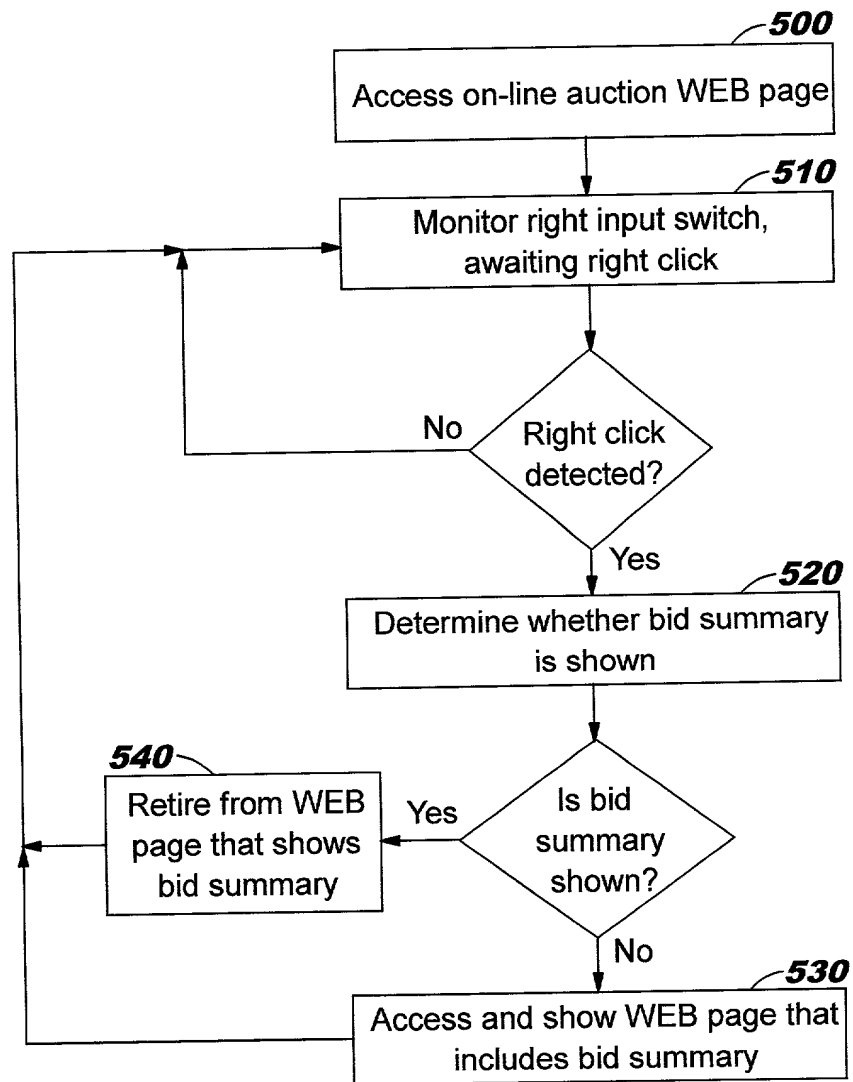 500
Access on-line auction WEB page
510
Monitor right input switch,
awaiting right click
No
Right click
detected?
Yes
520
Determine whether bid summary
is shown
540
Retire from WEB
page that shows
bid summary
Yes
Is bid
summary
shown?
No
530
Access and show WEB page that
includes bid summary